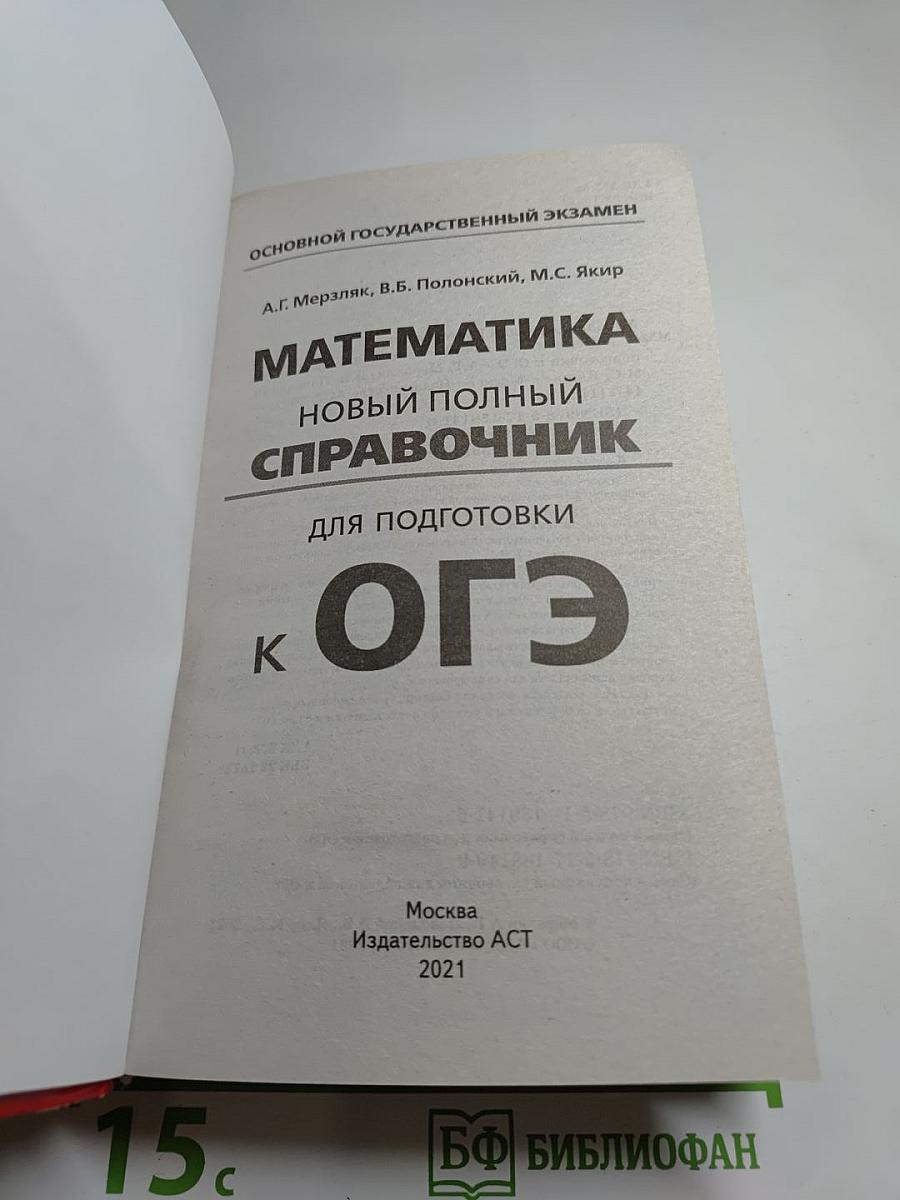 ОСНОВНОЙ ГОСУДАРСТВЕННЫЙ ЭКЗАМЕН
А.Г. Мерзляк, В.Б. Полонский, М.С. Якир
МАТЕМАТИКА
НОВЫЙ ПОЛНЫЙ
СПРАВОЧНИК
ДЛЯ ПОДГОТОВКИ
К ОГЭ
Москва
Издательство АСТ
2021
15 с
БФ БИБЛИОФАН